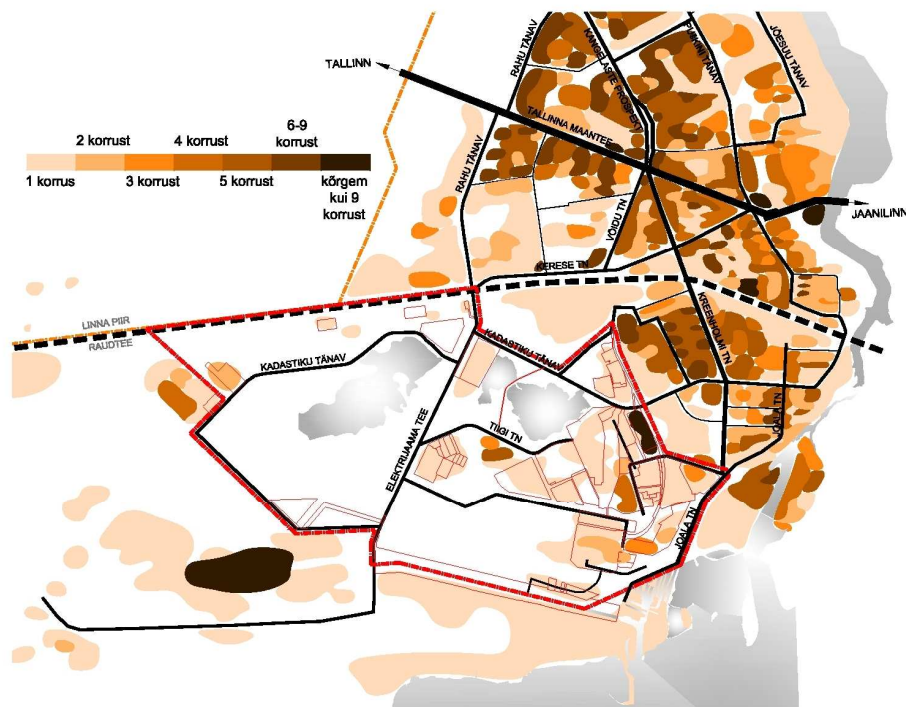 RAHU TÄNAV
KANGELASTE PROSPEKT
PUŠKINI TÄNAV
JÕESUU TÄNAV
TALLINN
TALLINNA MAANTEE
6-9
korrust
2 korrust
4 korrust
1 korrus
3 korrust
5 korrust
kõrgem
kui 9
korrust
RAHU TÄNAV
JAANILINN
VÕIDU TN
KERESE TN
LINNA PIIR
RAUDTEE
KREENHOLMI TN
KADASTIKU TÄNAV
KADASTIKU TÄNAV
ELEKTRIJAAMA TEE
TIIGI TN
JOALA TN
JOALA TN